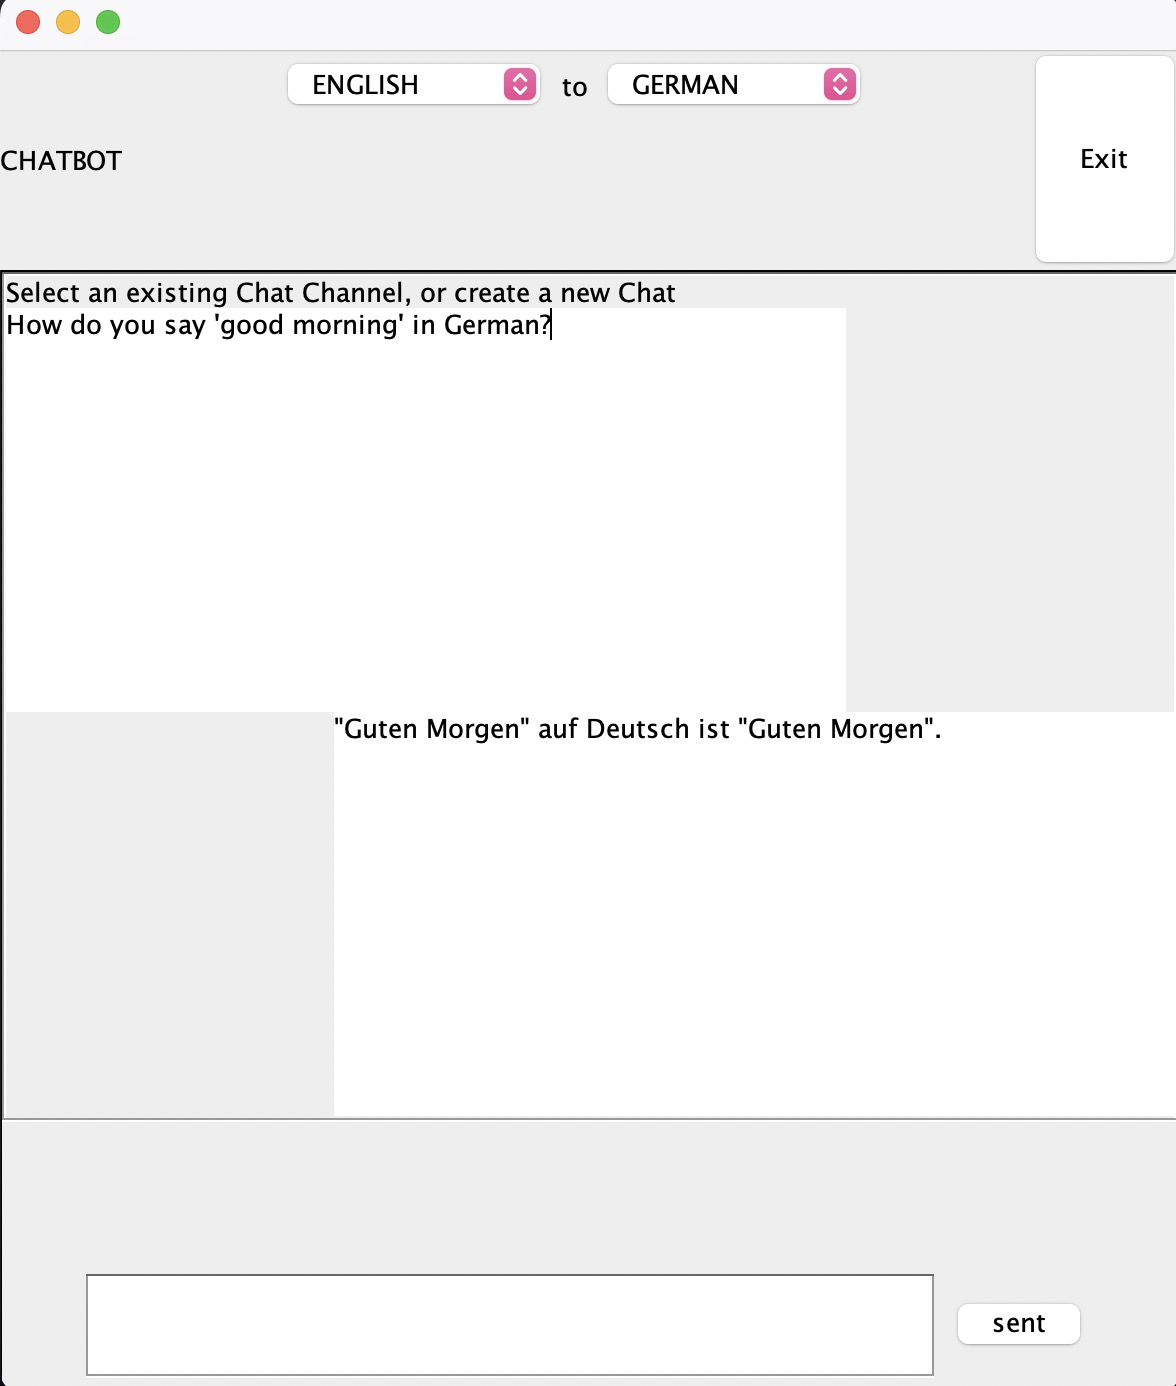 ENGLISH to GERMAN
Exit
CHATBOT
Select an existing Chat Channel, or create a new Chat
How do you say 'good morning' in German?
"Guten Morgen" auf Deutsch ist "Guten Morgen".
sent